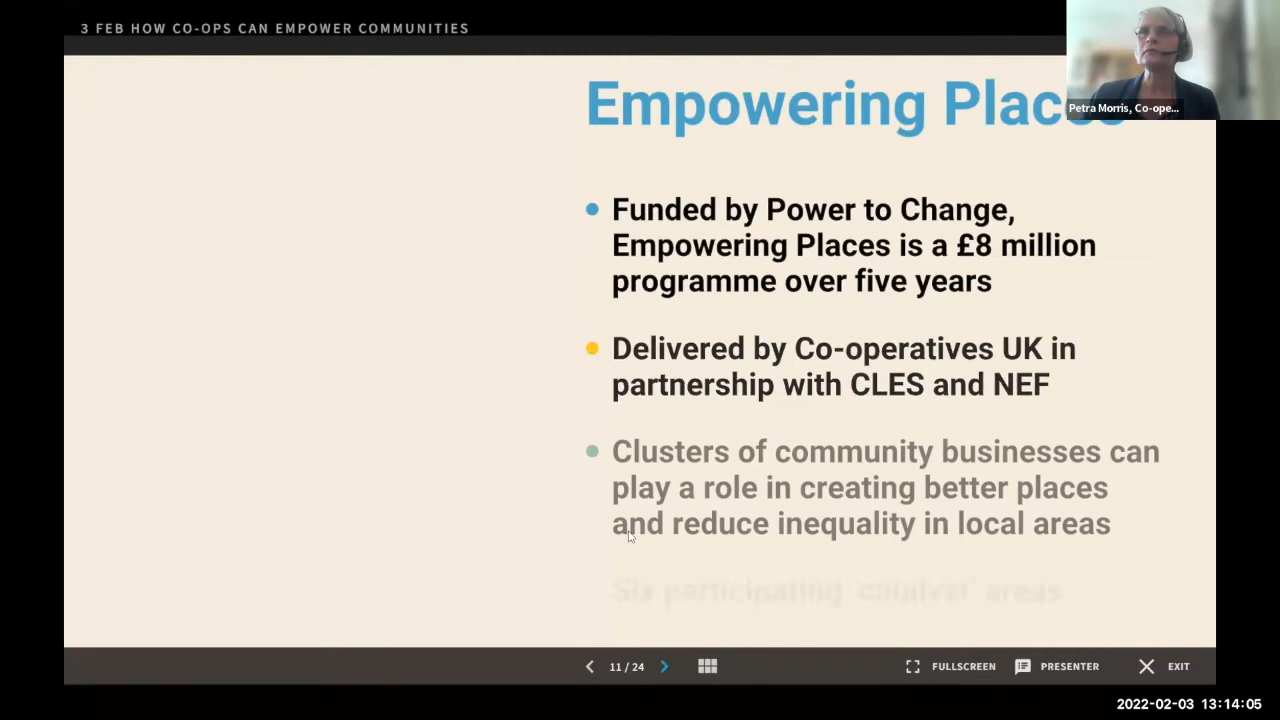 3 FEB HOW CO-OPS CAN EMPOWER COMMUNITIES
Petra Morris, Co-ope...
Empowering Places
Funded by Power to Change,
Empowering Places is a £8 million
programme over five years
Delivered by Co-operatives UK in
partnership with CLES and NEF
Clusters of community businesses can
play a role in creating better places
and reduce inequality in local areas
Six participating 'catalyst' areas
11 / 24
FULLSCREEN
PRESENTER
EXIT
2022-02-03 13:14:05